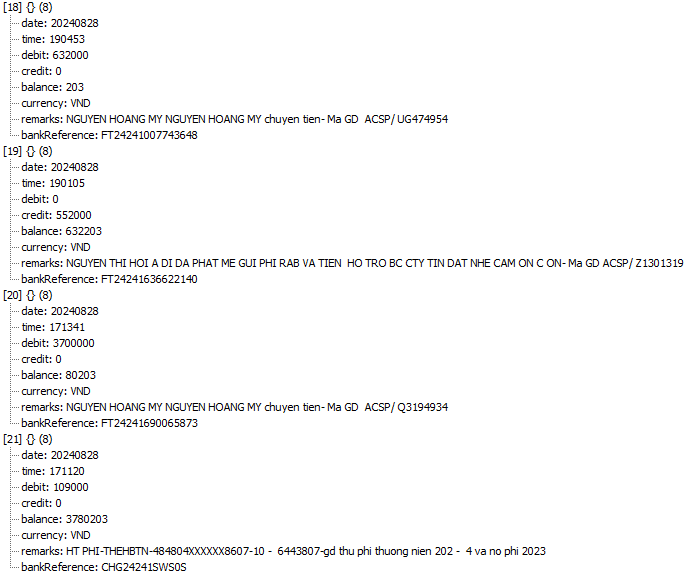 [18] {} (8)
date: 20240828
time: 190453
debit: 632000
credit: 0
balance: 203
currency: VND
remarks: NGUYEN HOANG MY NGUYEN HOANG MY chuyen tien- Ma GD  ACSP/ UG474954
bankReference: FT24241007743648
[19] {} (8)
date: 20240828
time: 190105
debit: 0
credit: 552000
balance: 632203
currency: VND
remarks: NGUYEN THI HOI A DI DA PHAT ME GUI PHI RAB VA TIEN  HO TRO BC CTY TIN DAT NHE CAM ON C ON- Ma GD ACSP/ Z1301319
bankReference: FT24241636622140
[20] {} (8)
date: 20240828
time: 171341
debit: 3700000
credit: 0
balance: 80203
currency: VND
remarks: NGUYEN HOANG MY NGUYEN HOANG MY chuyen tien- Ma GD  ACSP/ Q3194934
bankReference: FT24241690065873
[21] {} (8)
date: 20240828
time: 171120
debit: 109000
credit: 0
balance: 3780203
currency: VND
remarks: HT PHI-THEHBTN-484804XXXXXX8607-10 -  6443807-gd thu phi thuong nien 202 -  4 va no phi 2023
bankReference: CHG24241SWS0S